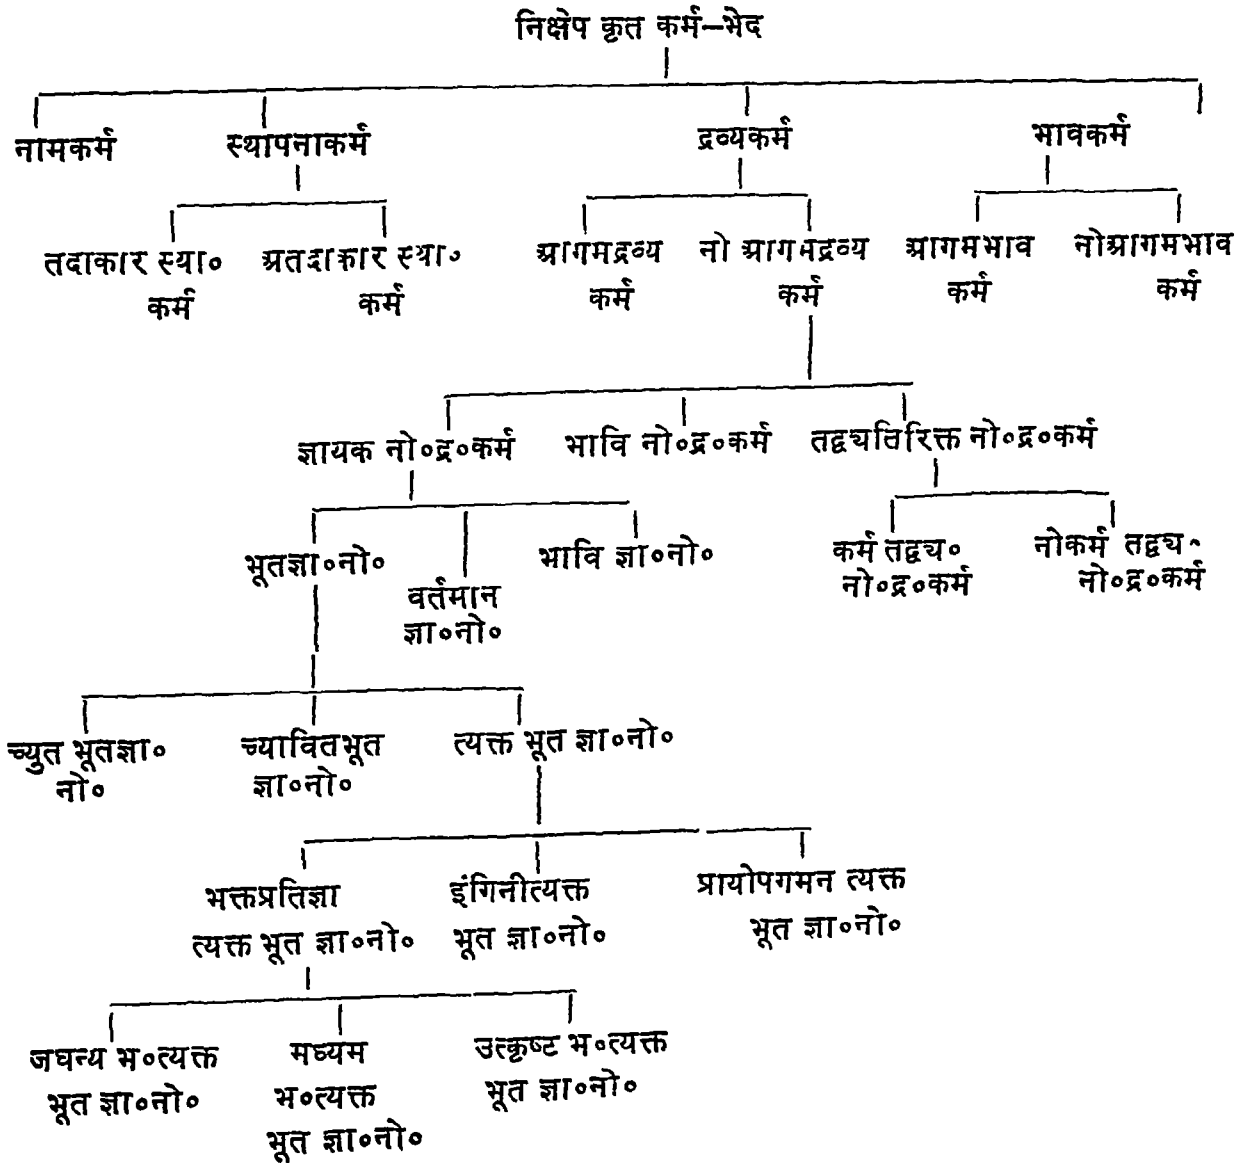 निक्षेप कृत कर्म–भेद
नामकर्म स्थापनाकर्म द्रव्यकर्म भावकर्म
तदाकार स्था० अतदाकार स्था० आगमद्रव्य नो आगमद्रव्य आगमभाव नोआगमभाव
कर्म कर्म कर्म कर्म कर्म कर्म
ज्ञायक नो०द्र०कर्म भावि नो०द्र०कर्म तद्वयतिरिक्त नो०द्र०कर्म
भूतज्ञा०नो० भावि ज्ञा०नो० कर्म तद्वय० नोकर्म तद्वय०
वर्तमान नो०द्र०कर्म नो०द्र०कर्म
ज्ञा०नो०
च्युत भूतज्ञा० च्यावितभूत त्यक्त भूत ज्ञा०नो०
नो० ज्ञा०नो०
भक्तप्रतिज्ञा इंगिनीत्यक्त प्रायोपगमन त्यक्त
त्यक्त भूत ज्ञा०नो० भूत ज्ञा०नो० भूत ज्ञा०नो०
जघन्य भ०त्यक्त मध्यम उत्कृष्ट भ०त्यक्त
भूत ज्ञा०नो० भ०त्यक्त भूत ज्ञा०नो०
भूत ज्ञा०नो०